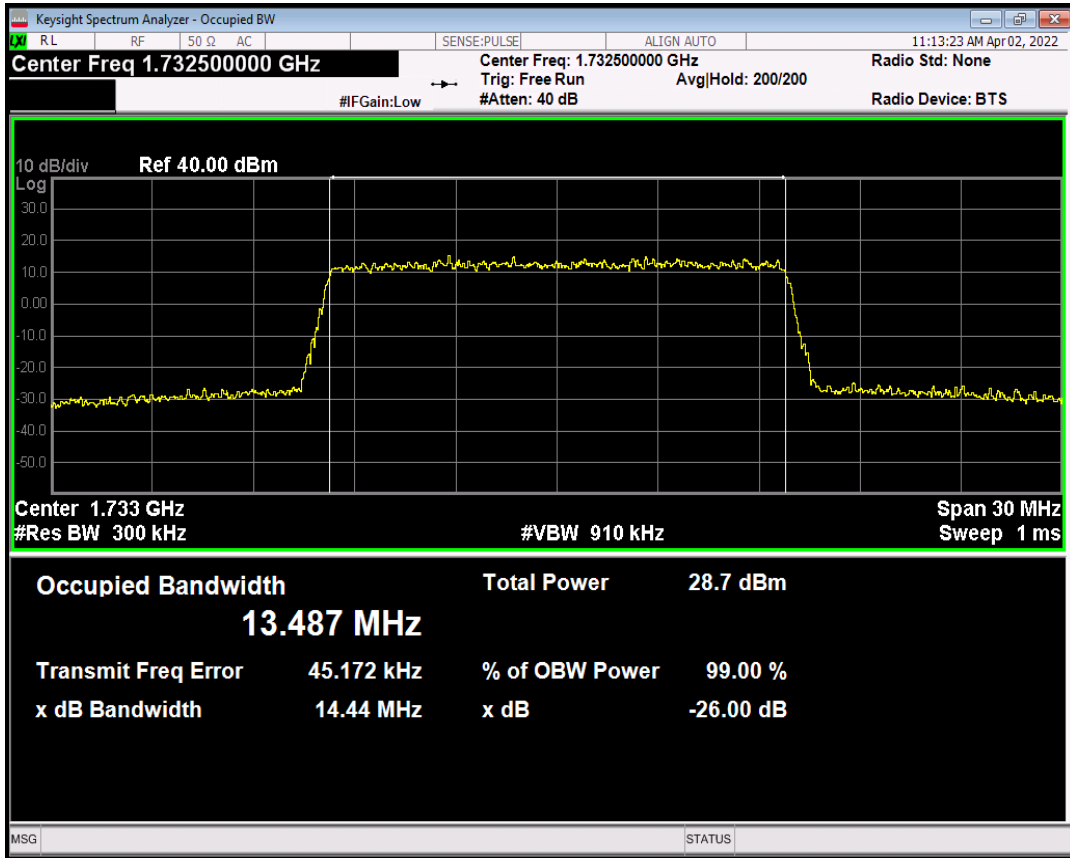 Keysight Spectrum Analyzer - Occupied BW
LXI RL RF 50 Ω AC SENSE:PULSE ALIGN AUTO 11:13:23 AM Apr 02, 2022
Center Freq 1.732500000 GHz Center Freq: 1.732500000 GHz Radio Std: None
Trig: Free Run Avg|Hold: 200/200
#IFGain:Low #Atten: 40 dB Radio Device: BTS
10 dB/div Ref 40.00 dBm
Log
30.0
20.0
10.0
0.00
-10.0
-20.0
-30.0
-40.0
-50.0
Center 1.733 GHz Span 30 MHz
#Res BW 300 kHz #VBW 910 kHz Sweep 1 ms
Occupied Bandwidth Total Power 28.7 dBm
13.487 MHz
Transmit Freq Error 45.172 kHz % of OBW Power 99.00 %
x dB Bandwidth 14.44 MHz x dB -26.00 dB
MSG STATUS